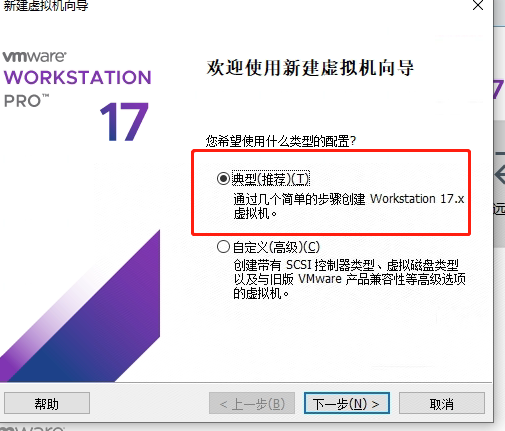 新建虚拟机向导
vmware
WORKSTATION
PRO™
17
欢迎使用新建虚拟机向导
您希望使用什么类型的配置?
典型(推荐)(T)
通过几个简单的步骤创建 Workstation 17.x
虚拟机。
自定义(高级)(C)
创建带有 SCSI 控制器类型、虚拟磁盘类型
以及与旧版 VMware 产品兼容性等高级选项
的虚拟机。
帮助
< 上一步(B)
下一步(N) >
取消
7
远